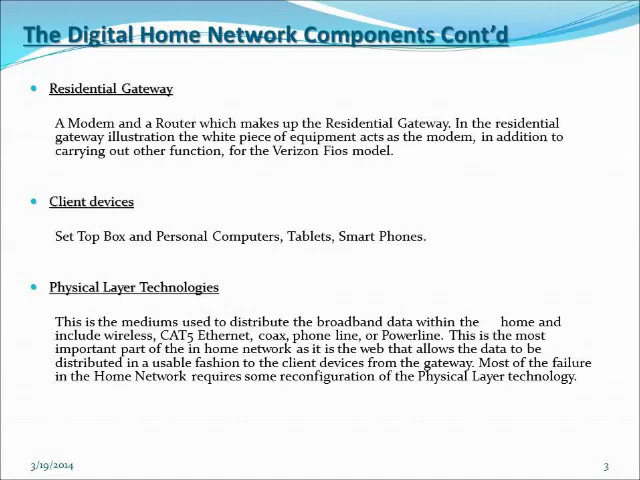 The Digital Home Network Components Cont’d
• Residential Gateway
A Modem and a Router which makes up the Residential Gateway. In the residential
gateway illustration the white piece of equipment acts as the modem, in addition to
carrying out other function, for the Verizon Fios model.
• Client devices
Set Top Box and Personal Computers, Tablets, Smart Phones.
• Physical Layer Technologies
This is the mediums used to distribute the broadband data within the home and
include wireless, CAT5 Ethernet, coax, phone line, or Powerline. This is the most
important part of the in home network as it is the web that allows the data to be
distributed in a usable fashion to the client devices from the gateway. Most of the failure
in the Home Network requires some reconfiguration of the Physical Layer technology.
3/19/2014
3